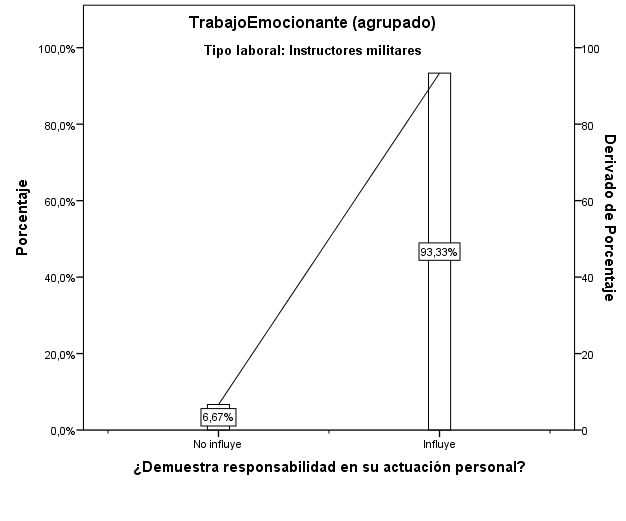 TrabajoEmocionante (agrupado)
Tipo laboral: Instructores militares
Porcentaje
100,0%
80,0%
60,0%
40,0%
20,0%
0,0%
6,67%
93,33%
100
80
60
40
20
0
Derivado de Porcentaje
No influye
Influye
¿Demuestra responsabilidad en su actuación personal?